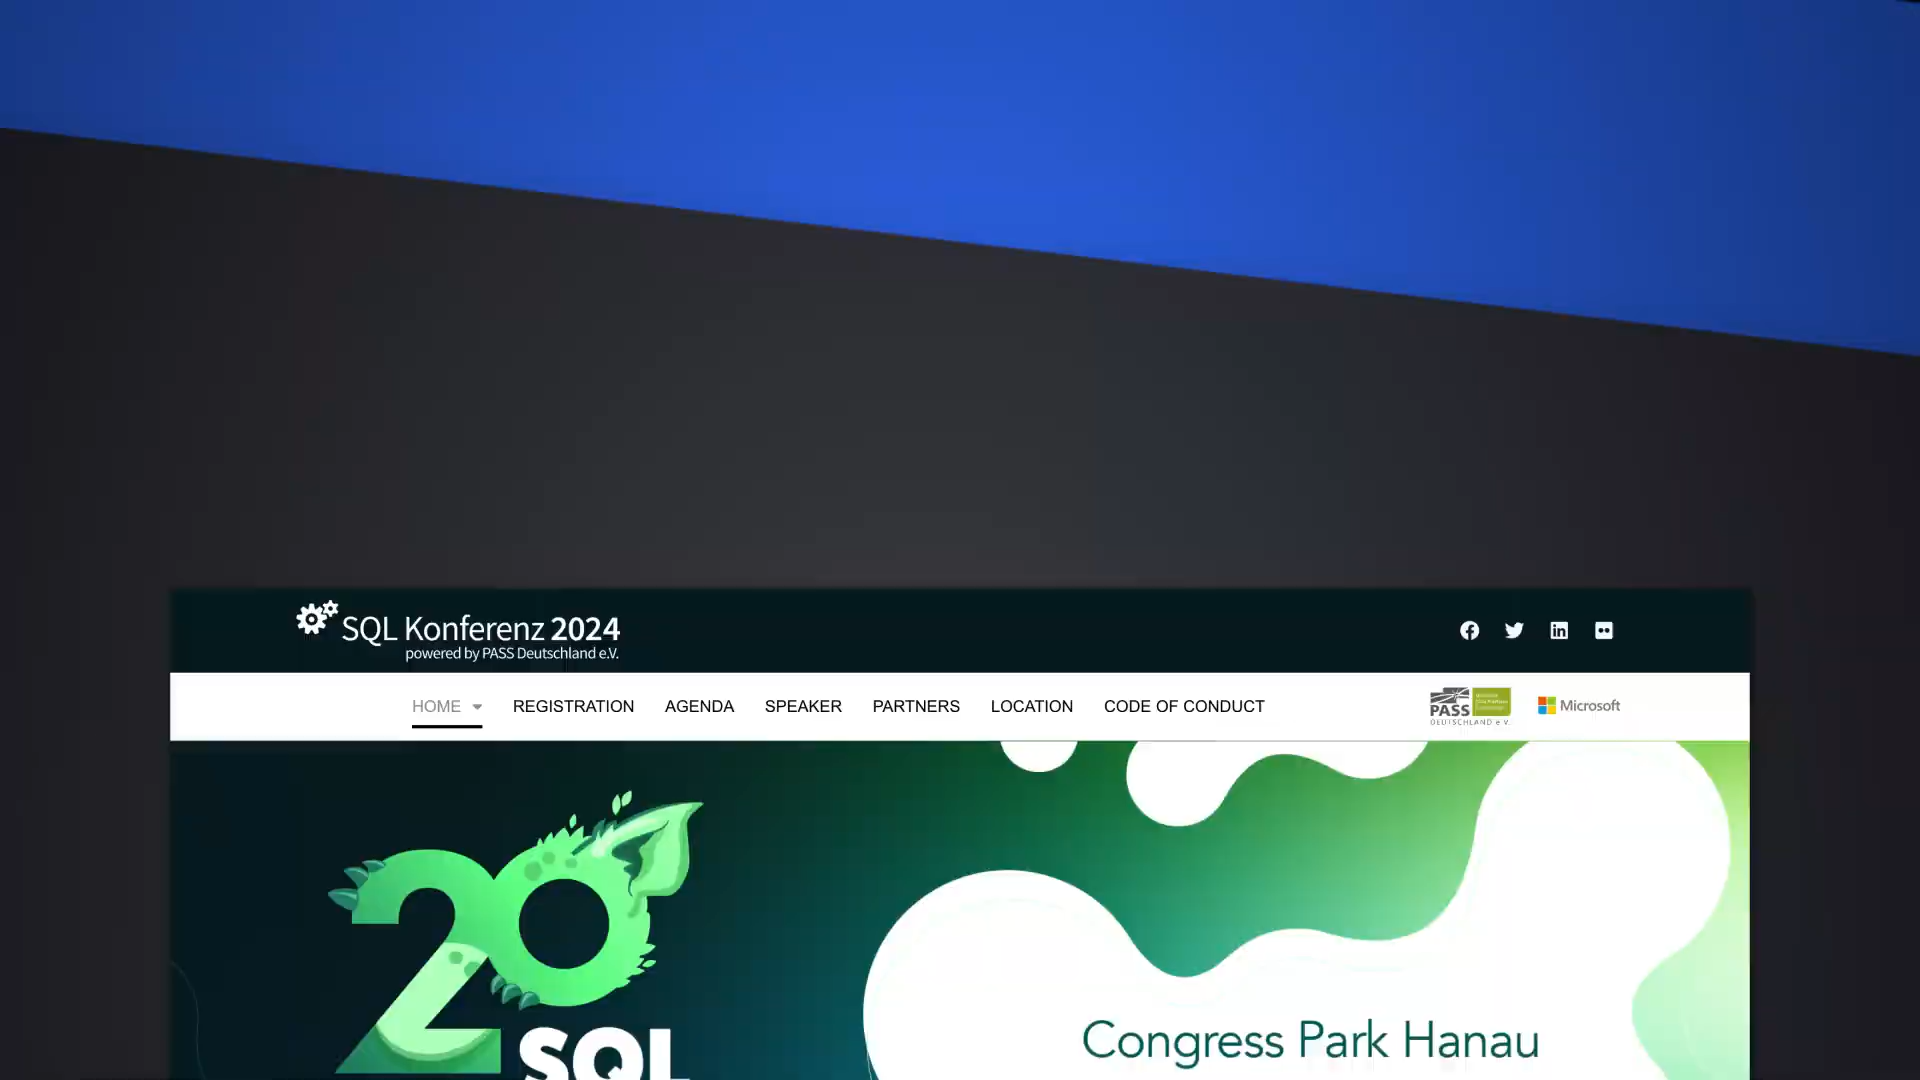 SQL Konferenz 2024
powered by PASS Deutschland e.V.
HOME REGISTRATION AGENDA SPEAKER PARTNERS LOCATION CODE OF CONDUCT
PASS
DEUTSCHLAND e.V.
Microsoft
20
SQL
Congress Park Hanau